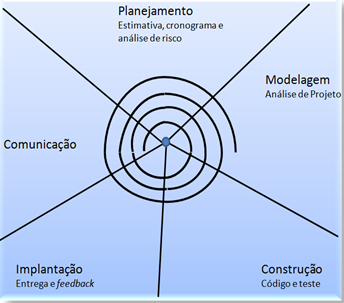 Planejamento
Estimativa, cronograma e
análise de risco
Modelagem
Análise de Projeto
Comunicação
Implantação
Entrega e feedback
Construção
Código e teste